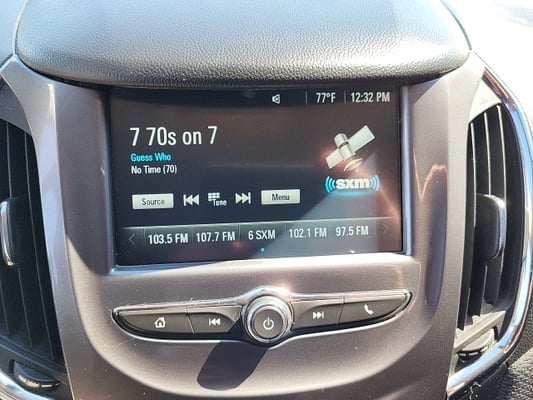 77°F 12:32 PM
7 70s on 7
Guess Who
No Time (70)
sxm
Source Tune Menu
103.5 FM 107.7 FM 6 SXM 102.1 FM 97.5 FM